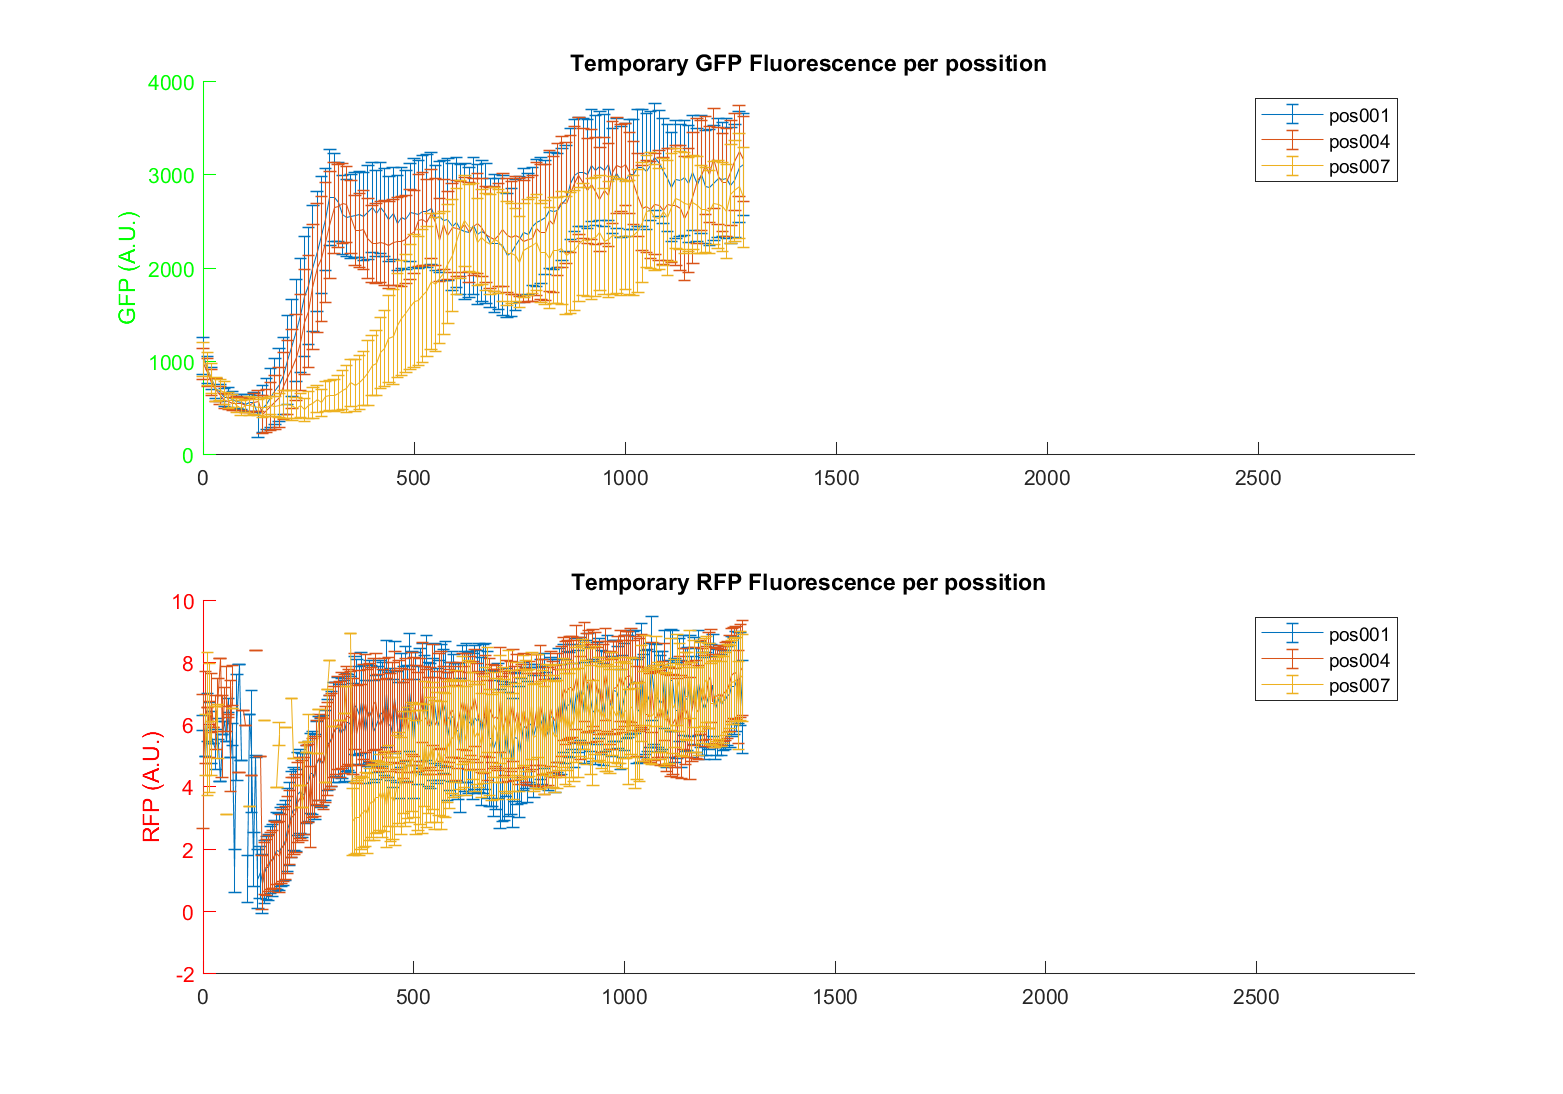 Temporary GFP Fluorescence per possition
4000
3000
2000
1000
0
GFP (A.U.)
0 500 1000 1500 2000 2500
pos001
pos004
pos007
Temporary RFP Fluorescence per possition
10
8
6
4
2
0
-2
RFP (A.U.)
0 500 1000 1500 2000 2500
pos001
pos004
pos007